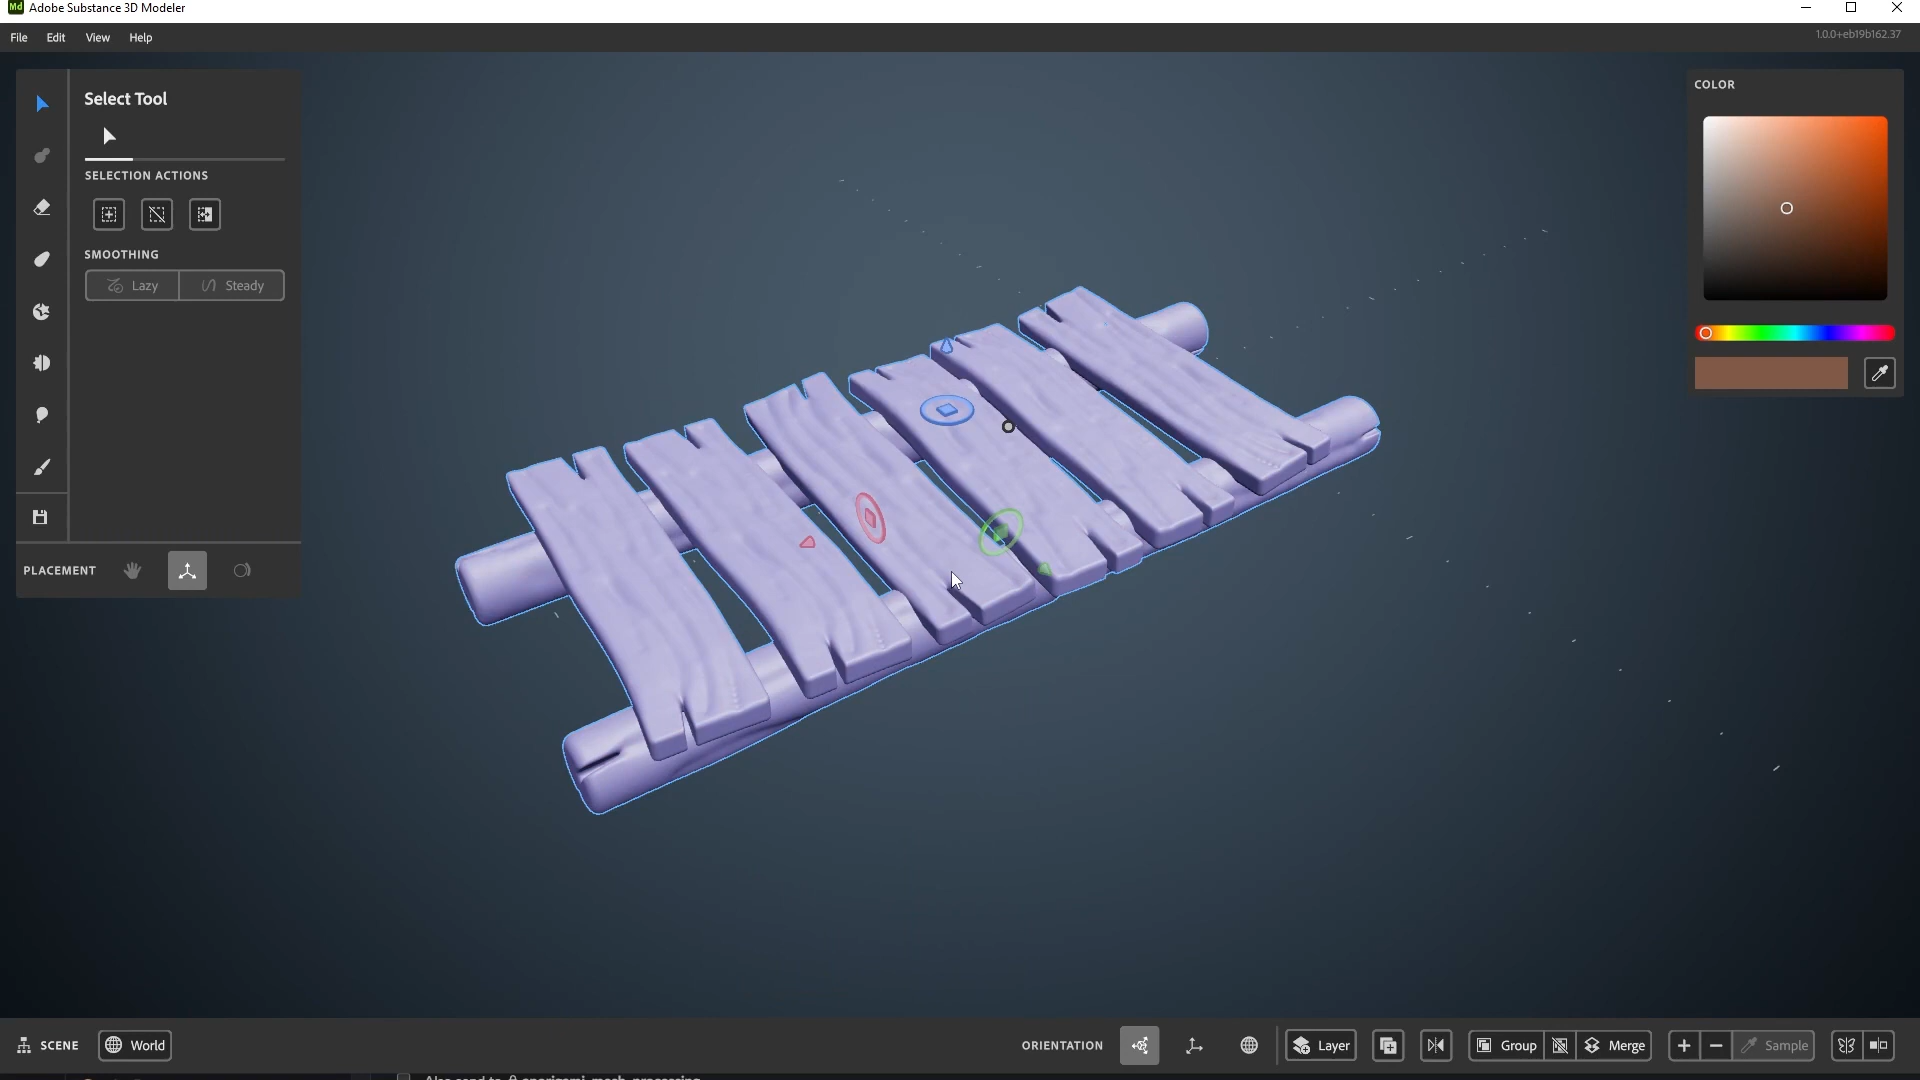 Md Adobe Substance 3D Modeler
File Edit View Help
1.0.0+eb19b162.37
Select Tool
SELECTION ACTIONS
SMOOTHING
Lazy Steady
PLACEMENT
COLOR
SCENE World
ORIENTATION Layer Group Merge Sample